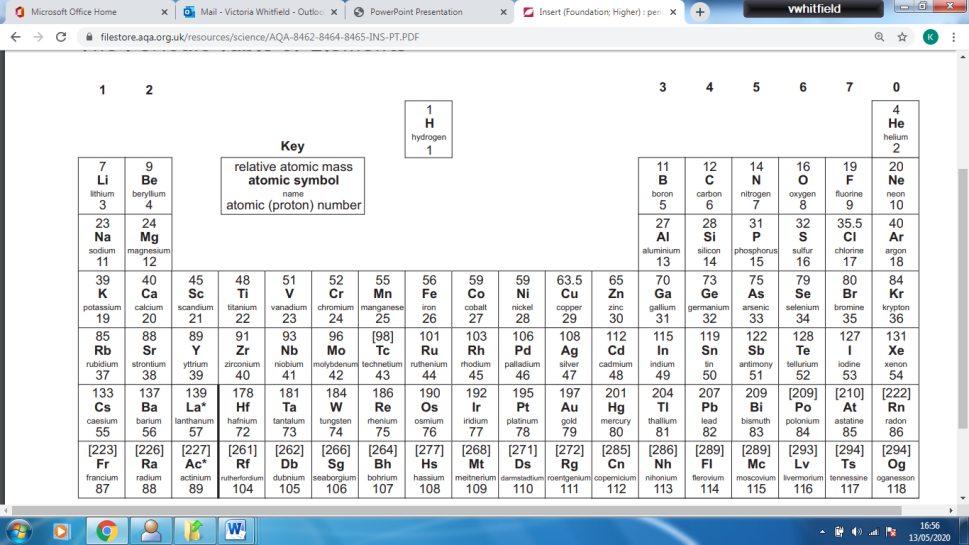 Microsoft Office Home
Mail - Victoria Whitfield - Outloo
PowerPoint Presentation
Insert (Foundation; Higher) : peri
vwhitfield
filestore.aqa.org.uk/resources/science/AQA-8462-8464-8465-INS-PT.PDF
K
1 2 3 4 5 6 7 0
1 4
H He
hydrogen helium
1 2
Key
7 9 relative atomic mass 11 12 14 16 19 20
Li Be atomic symbol B C N O F Ne
lithium beryllium name boron carbon nitrogen oxygen fluorine neon
3 4 atomic (proton) number 5 6 7 8 9 10
23 24 27 28 31 32 35.5 40
Na Mg Al Si P S Cl Ar
sodium magnesium aluminium silicon phosphorus sulfur chlorine argon
11 12 13 14 15 16 17 18
39 40 45 48 51 52 55 56 59 59 63.5 65 70 73 75 79 80 84
K Ca Sc Ti V Cr Mn Fe Co Ni Cu Zn Ga Ge As Se Br Kr
potassium calcium scandium titanium vanadium chromium manganese iron cobalt nickel copper zinc gallium germanium arsenic selenium bromine krypton
19 20 21 22 23 24 25 26 27 28 29 30 31 32 33 34 35 36
85 88 89 91 93 96 [98] 101 103 106 108 112 115 119 122 128 127 131
Rb Sr Y Zr Nb Mo Tc Ru Rh Pd Ag Cd In Sn Sb Te I Xe
rubidium strontium yttrium zirconium niobium molybdenum technetium ruthenium rhodium palladium silver cadmium indium tin antimony tellurium iodine xenon
37 38 39 40 41 42 43 44 45 46 47 48 49 50 51 52 53 54
133 137 139 178 181 184 186 190 192 195 197 201 204 207 209 [209] [210] [222]
Cs Ba La* Hf Ta W Re Os Ir Pt Au Hg Tl Pb Bi Po At Rn
caesium barium lanthanum hafnium tantalum tungsten rhenium osmium iridium platinum gold mercury thallium lead bismuth polonium astatine radon
55 56 57 72 73 74 75 76 77 78 79 80 81 82 83 84 85 86
[223] [226] [227] [261] [262] [266] [264] [277] [268] [271] [272] [285] [286] [289] [289] [293] [294] [294]
Fr Ra Ac* Rf Db Sg Bh Hs Mt Ds Rg Cn Nh Fl Mc Lv Ts Og
francium radium actinium rutherfordium dubnium seaborgium bohrium hassium meitnerium darmstadtium roentgenium copernicium nihonium flerovium moscovium livermorium tennessine oganesson
87 88 89 104 105 106 107 108 109 110 111 112 113 114 115 116 117 118
16:56
13/05/2020